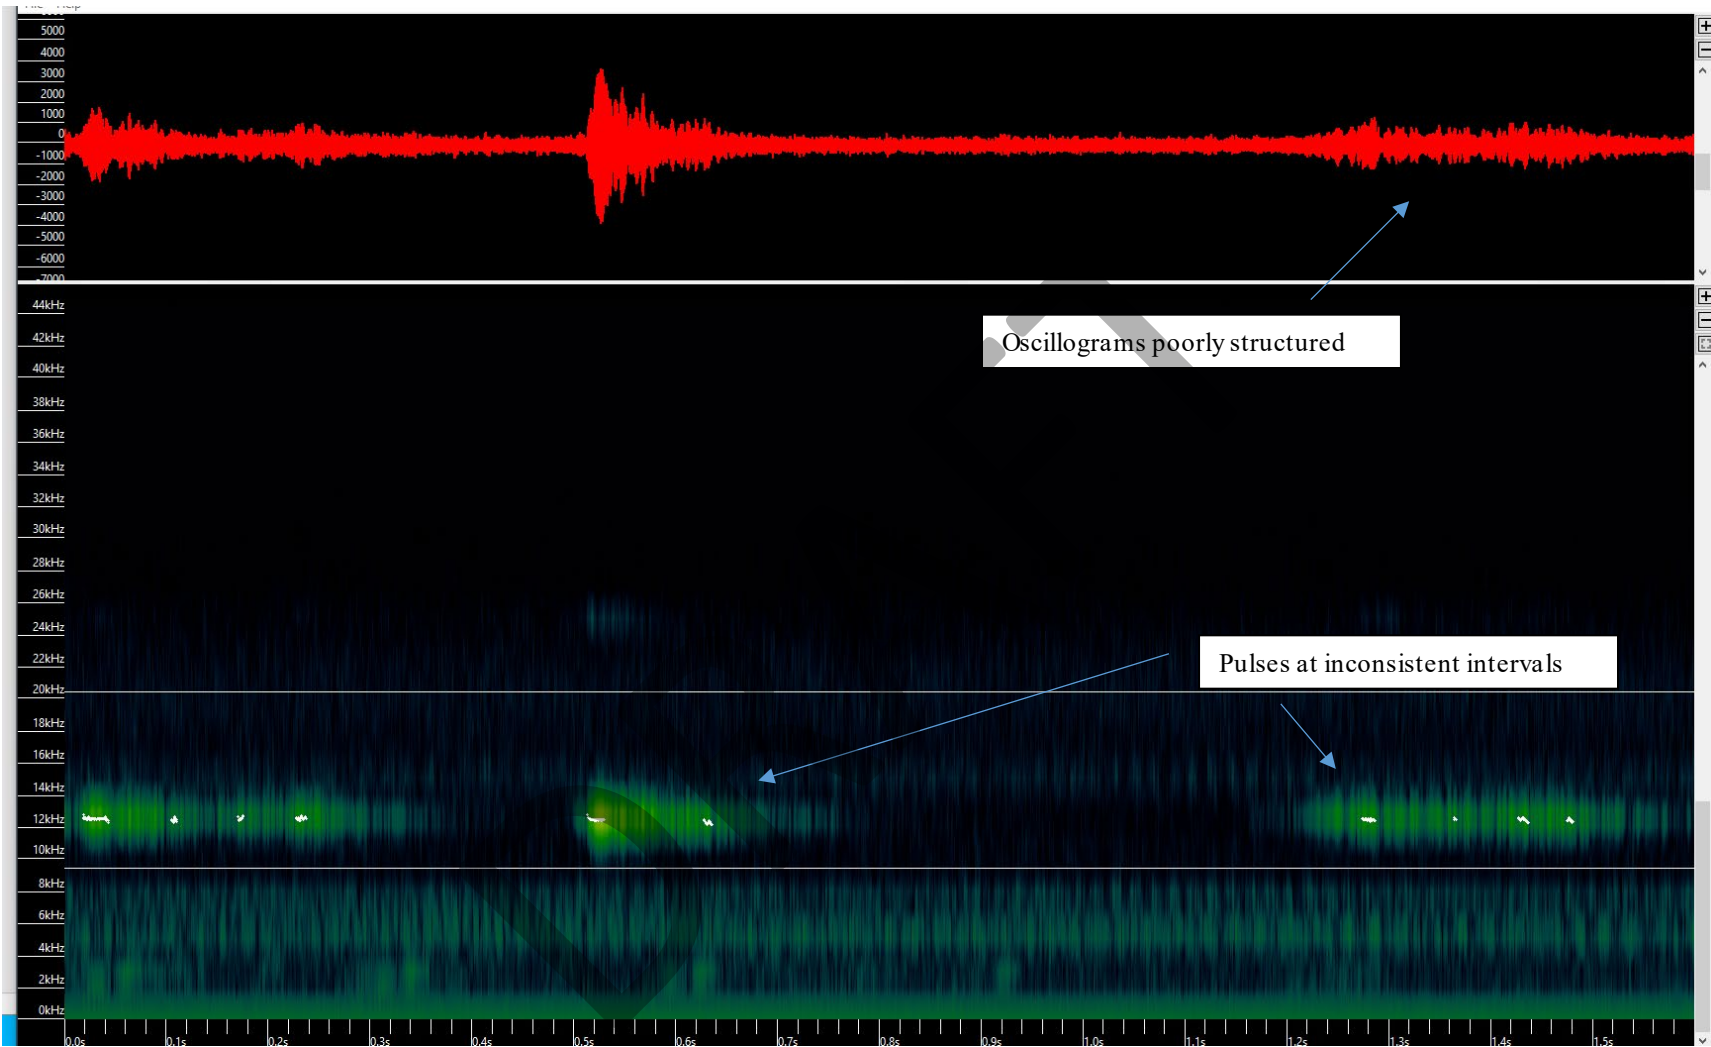 5000
4000
3000
2000
1000
0
-1000
-2000
-3000
-4000
-5000
-6000
-7000
Oscillograms poorly structured
44kHz
42kHz
40kHz
38kHz
36kHz
34kHz
32kHz
30kHz
28kHz
26kHz
24kHz
22kHz
Pulses at inconsistent intervals
20kHz
18kHz
16kHz
14kHz
12kHz
10kHz
8kHz
6kHz
4kHz
2kHz
0kHz
0.0s 0.1s 0.2s 0.3s 0.4s 0.5s 0.6s 0.7s 0.8s 0.9s 1.0s 1.1s 1.2s 1.3s 1.4s 1.5s